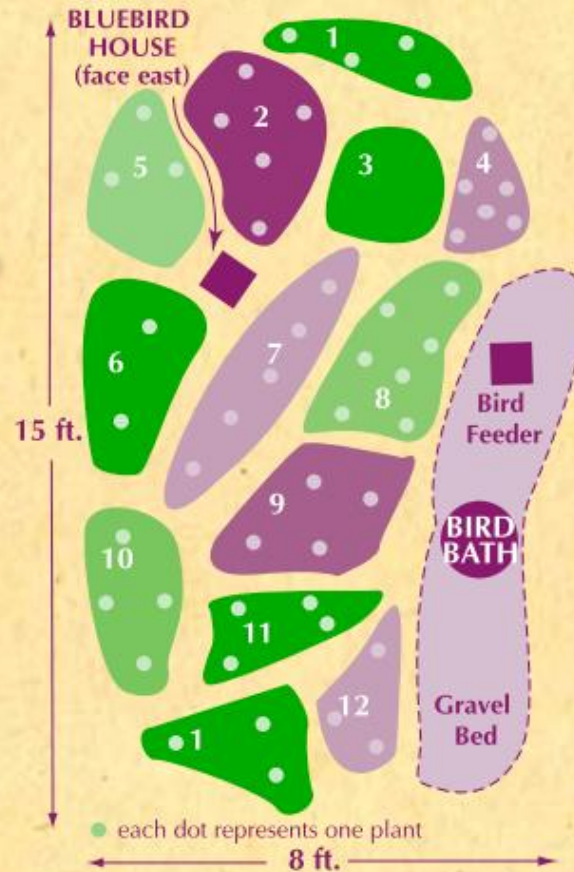 BLUEBIRD
HOUSE
(face east)
1
2
3
4
5
6
7
8
15 ft.
Bird
Feeder
9
BIRD
BATH
10
11
12
Gravel
Bed
1
each dot represents one plant
8 ft.